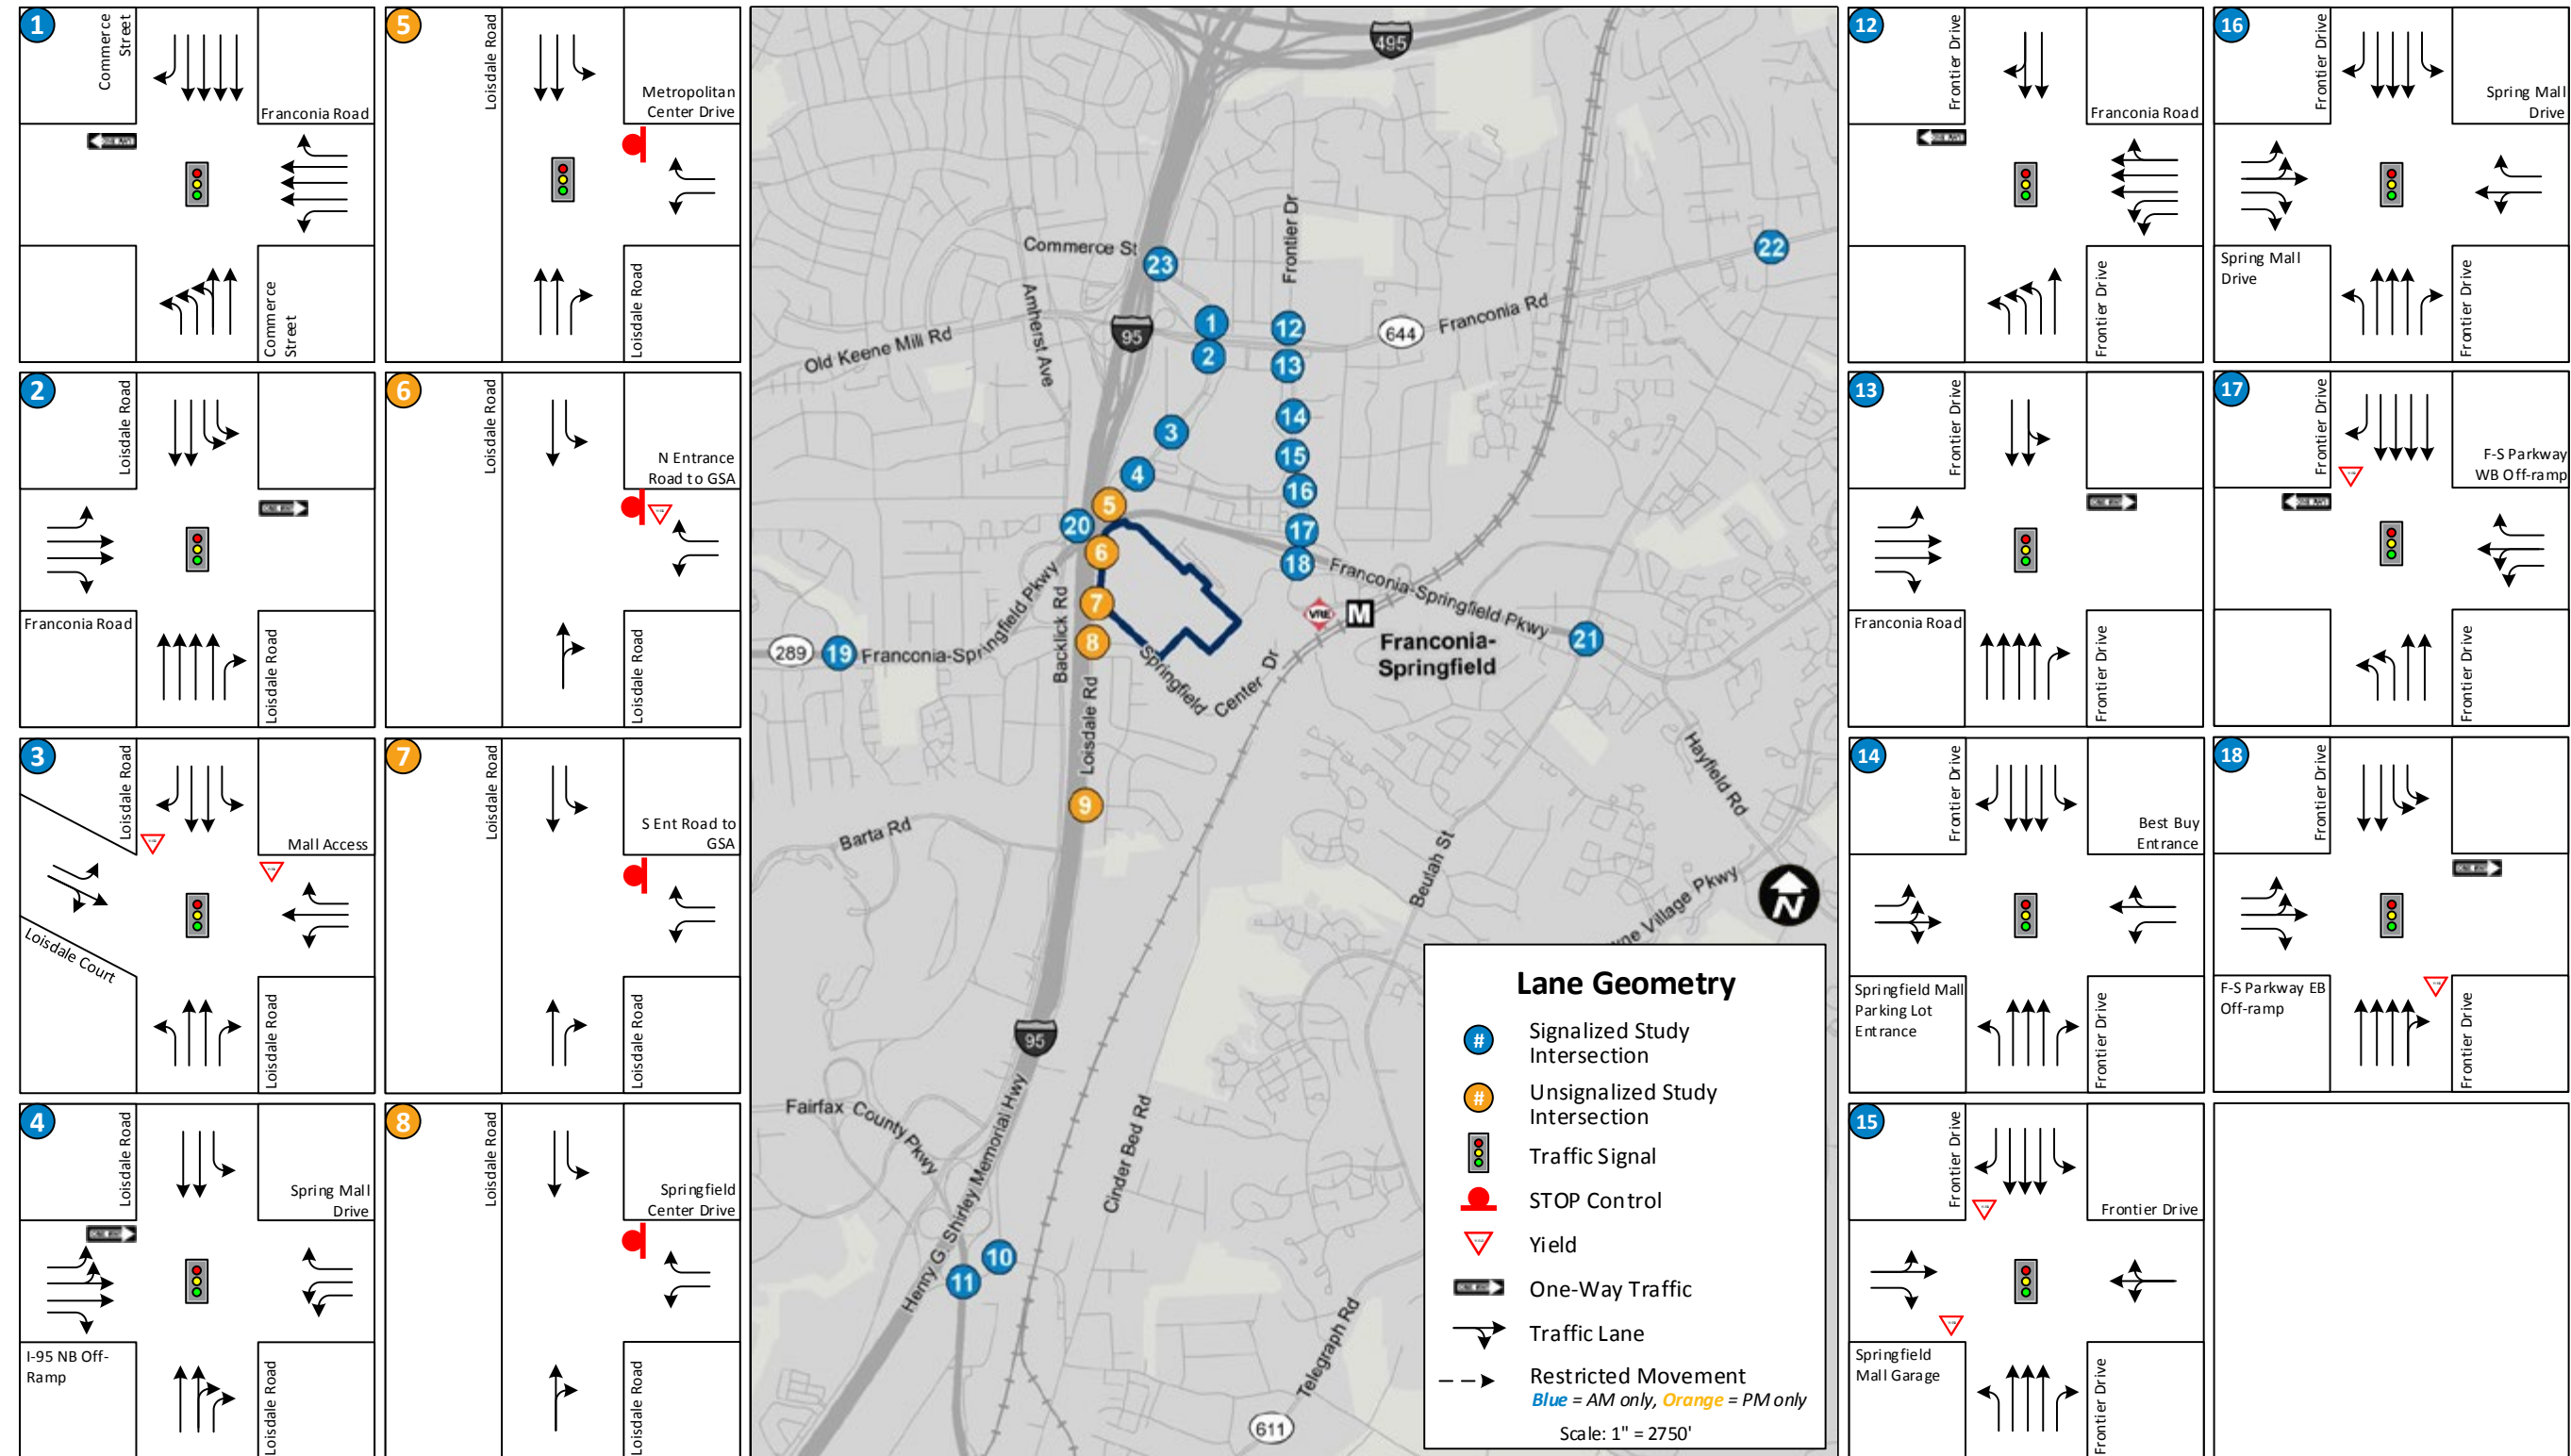 1
Commerce
Street
Franconia Road
Commerce
Street
2
Loisdale Road
Franconia Road
Loisdale Road
3
Loisdale Road
Mall Access
Loisdale Court
Loisdale Road
4
Loisdale Road
Spring Mall
Drive
I-95 NB Off-
Ramp
Loisdale Road
5
Loisdale Road
Metropolitan
Center Drive
Loisdale Road
6
Loisdale Road
N Entrance
Road to GSA
Loisdale Road
7
Loisdale Road
S Ent Road to
GSA
Loisdale Road
8
Loisdale Road
Springfield
Center Drive
Loisdale Road
495
Commerce St
23
Frontier Dr
22
Amherst Ave
95
1
12
644
Franconia Rd
Old Keene Mill Rd
2
13
14
3
15
4
16
5
20
17
6
18
Franconia-Springfield Pkwy
7
Backlick Rd
VRE
M
Franconia-
Springfield
21
8
289
19
Franconia-Springfield Pkwy
Springfield
Center Dr
Loisdale Rd
9
Hayfield Rd
Barta Rd
Beulah St
Village Pkwy
N
95
Fairfax County Pkwy
Henry G. Shirley Memorial Hwy
Cinder Bed Rd
10
11
Telegraph Rd
611
Lane Geometry
# Signalized Study
Intersection
# Unsignalized Study
Intersection
Traffic Signal
STOP Control
Yield
One-Way Traffic
Traffic Lane
Restricted Movement
Blue = AM only, Orange = PM only
Scale: 1" = 2750'
12
Frontier Drive
Franconia Road
Frontier Drive
13
Frontier Drive
Franconia Road
Frontier Drive
14
Frontier Drive
Best Buy
Entrance
Springfield Mall
Parking Lot
Entrance
Frontier Drive
15
Frontier Drive
Frontier Drive
Springfield
Mall Garage
Frontier Drive
16
Frontier Drive
Spring Mall
Drive
Spring Mall
Drive
Frontier Drive
17
Frontier Drive
F-S Parkway
WB Off-ramp
Frontier Drive
18
Frontier Drive
F-S Parkway EB
Off-ramp
Frontier Drive